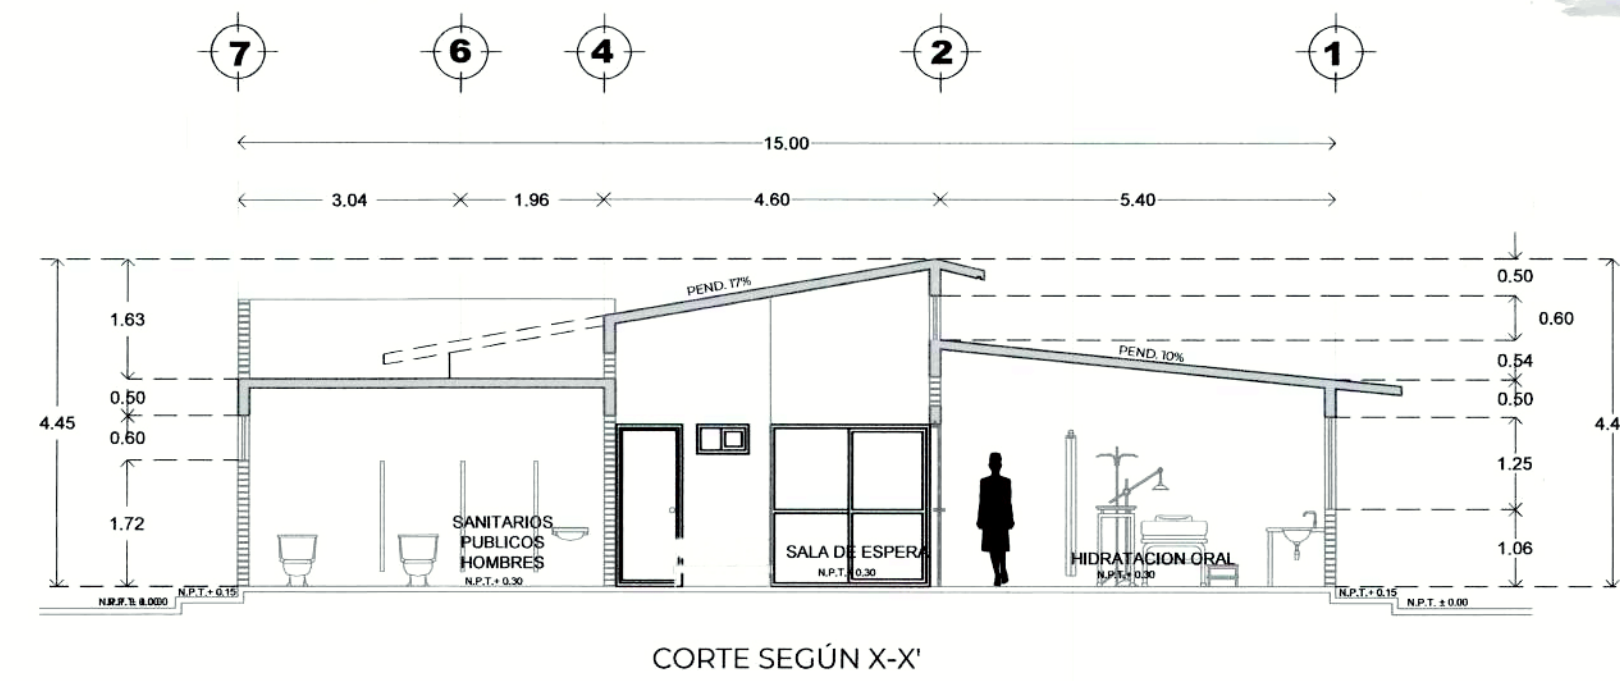 7 6 4 2 1
15.00
3.04 1.96 4.60 5.40
PEND. 17%
PEND. 10%
4.45
1.63
0.50
0.60
1.72
0.50
0.60
0.54
0.50
1.25
1.06
4.4
SANITARIOS
PUBLICOS
HOMBRES
N.P.T.+ 0.30
SALA DE ESPERA
N.P.T.+ 0.30
HIDRATACION ORAL
N.P.T.+ 0.30
N.P.T.+ 0.15
N.P.T.+ 0.15
N.P.T. ± 0.00
CORTE SEGÚN X-X'